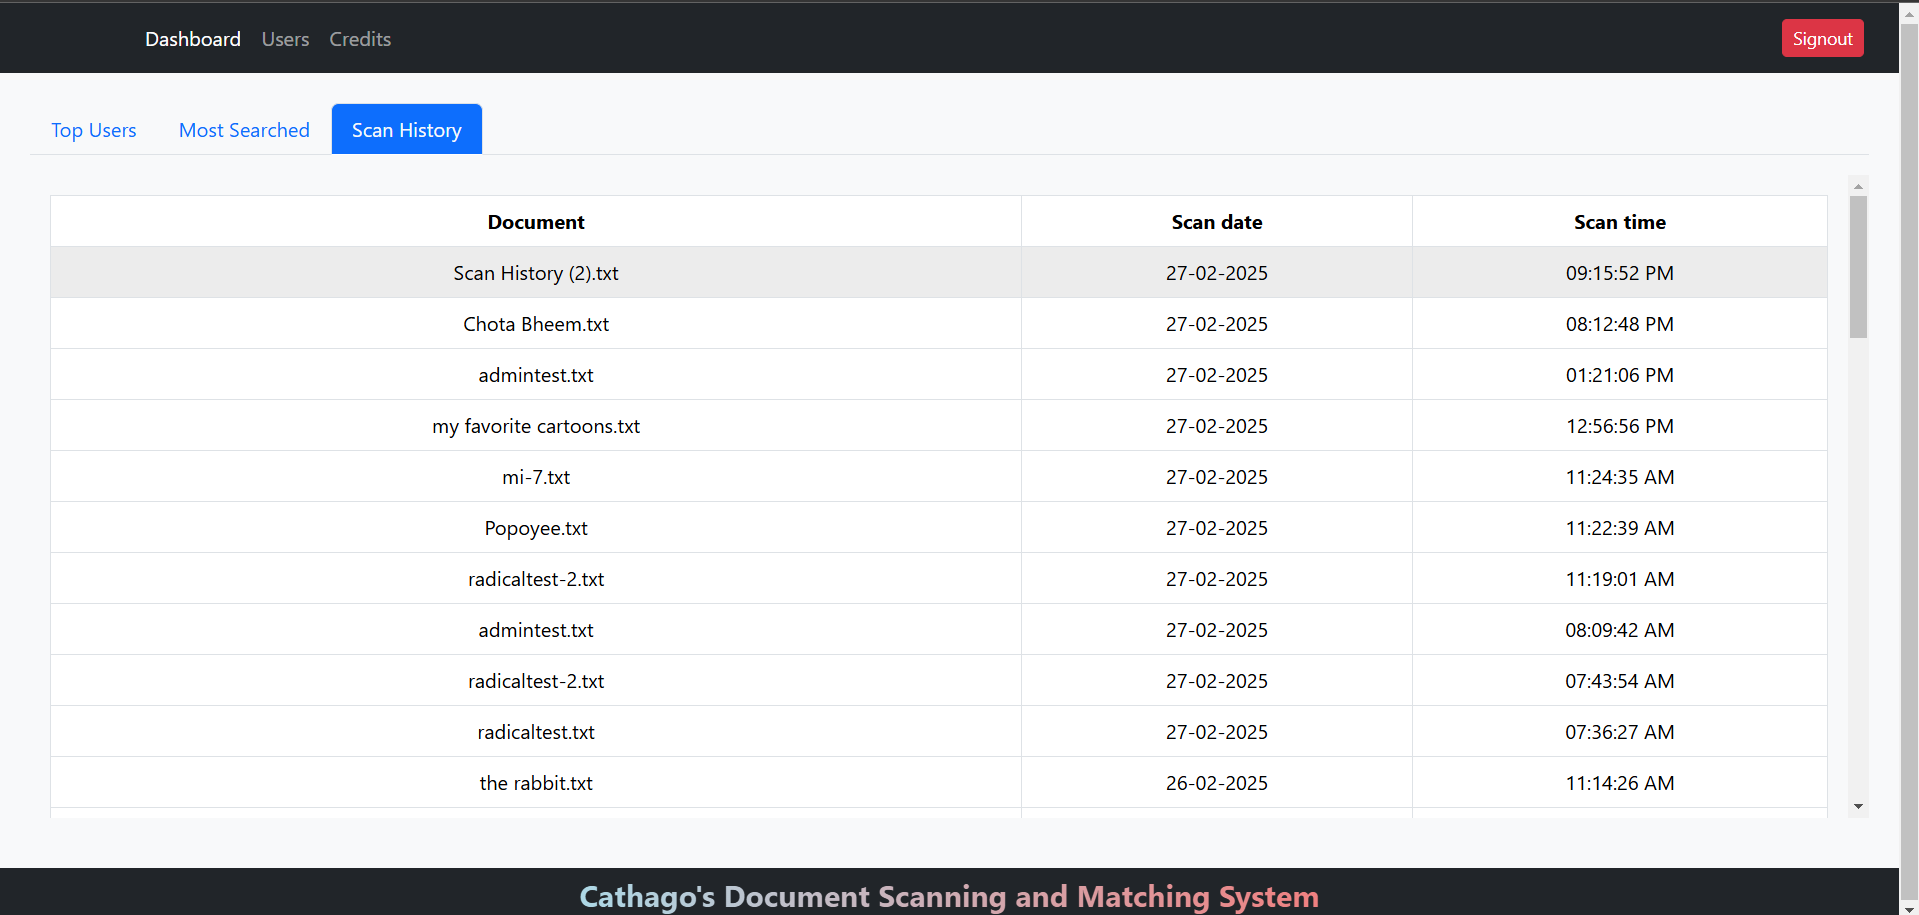 Dashboard Users Credits Signout
Top Users Most Searched Scan History
Document Scan date Scan time
Scan History (2).txt 27-02-2025 09:15:52 PM
Chota Bheem.txt 27-02-2025 08:12:48 PM
admintest.txt 27-02-2025 01:21:06 PM
my favorite cartoons.txt 27-02-2025 12:56:56 PM
mi-7.txt 27-02-2025 11:24:35 AM
Popoyee.txt 27-02-2025 11:22:39 AM
radicaltest-2.txt 27-02-2025 11:19:01 AM
admintest.txt 27-02-2025 08:09:42 AM
radicaltest-2.txt 27-02-2025 07:43:54 AM
radicaltest.txt 27-02-2025 07:36:27 AM
the rabbit.txt 26-02-2025 11:14:26 AM
Cathago's Document Scanning and Matching System